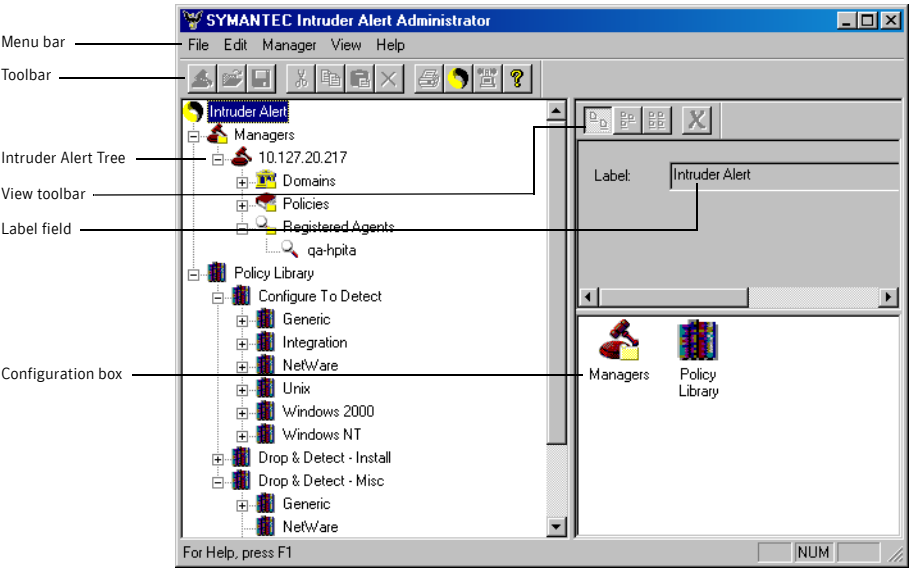 SYMANTEC Intruder Alert Administrator
Menu bar
File Edit Manager View Help
Toolbar
Intruder Alert
Managers
Intruder Alert Tree
10.127.20.217
Domains
View toolbar
Policies
Label field
Registered Agents
qa-hpita
Policy Library
Configure To Detect
Generic
Integration
NetWare
Configuration box
Unix
Windows 2000
Windows NT
Drop & Detect - Install
Drop & Detect - Misc
Generic
NetWare
Label: Intruder Alert
Managers
Policy
Library
For Help, press F1
NUM